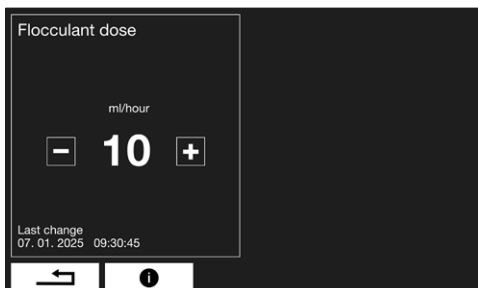 Flocculant dose
ml/hour
− 10 +
Last change
07. 01. 2025 09:30:45
i